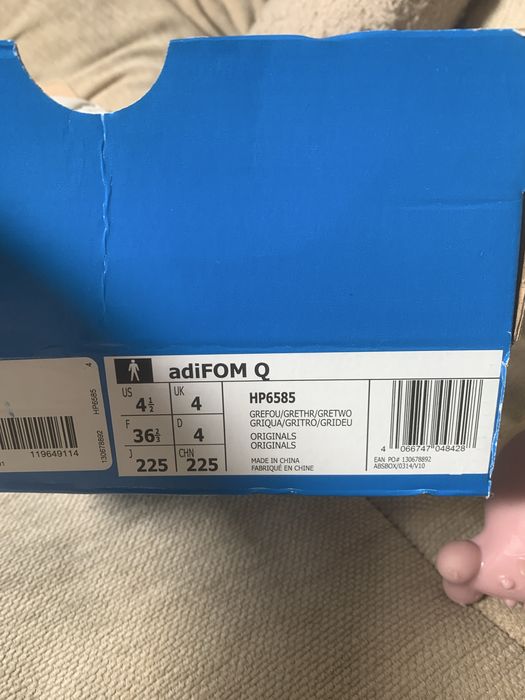 adiFOM Q
US
4½
UK
4
F
36⅔
D
4
J
225
CHN
225
HP6585
GREFOU/GRETHR/GRETWO
GRIQUA/GRITRO/GRIDEU
ORIGINALS
ORIGINALS
MADE IN CHINA
FABRIQUÉ EN CHINE
4 066747 048428
EAN PO# 130678892
ABSBOX/0314/V10
119649114
4
HP6585
130678892